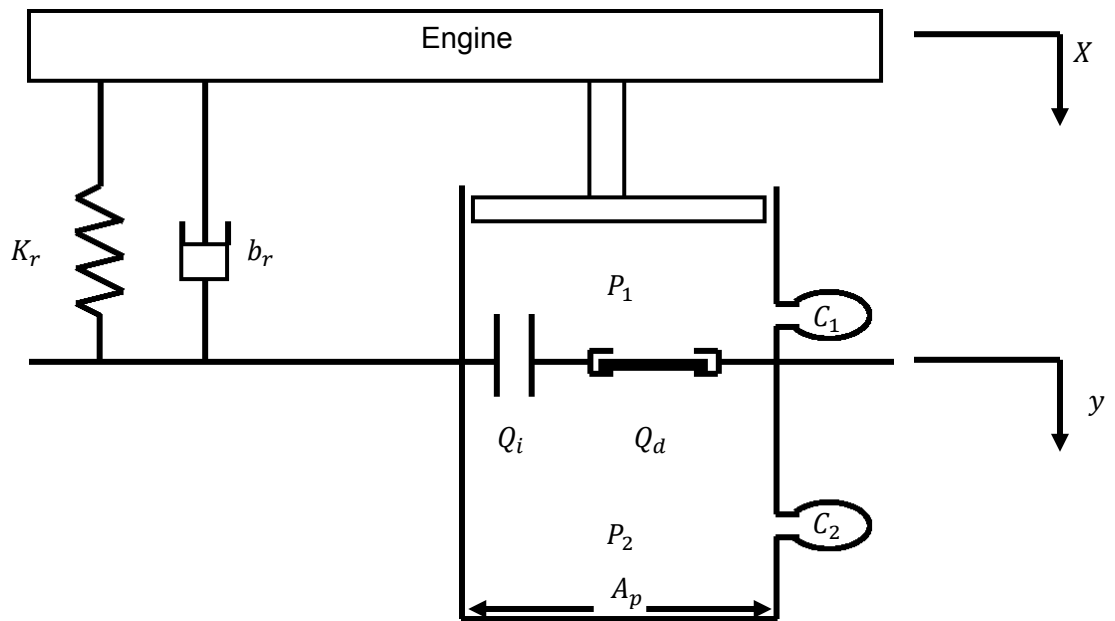 Engine
X
K_r
b_r
P_1
C_1
y
Q_i
Q_d
P_2
C_2
A_p